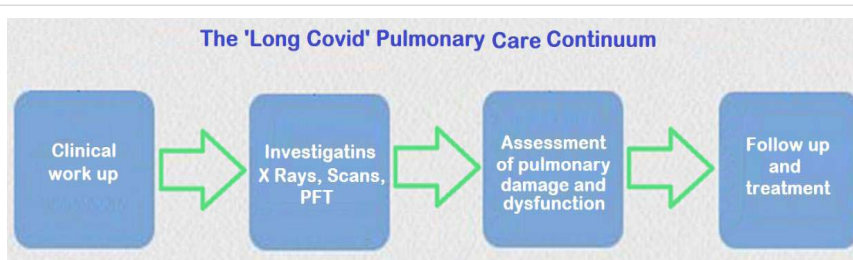 The 'Long Covid' Pulmonary Care Continuum
Clinical
work up
Investigatins
X Rays, Scans,
PFT
Assessment
of pulmonary
damage and
dysfunction
Follow up
and
treatment